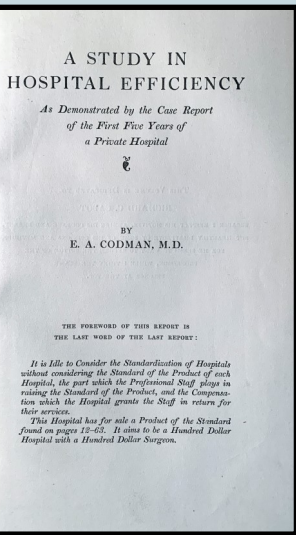 A STUDY IN
HOSPITAL EFFICIENCY
As Demonstrated by the Case Report
of the First Five Years of
a Private Hospital
BY
E. A. CODMAN, M.D.
THE FOREWORD OF THIS REPORT IS
THE LAST WORD OF THE LAST REPORT:
It is Idle to Consider the Standardization of Hospitals
without considering the Standard of the Product of each
Hospital, the part which the Professional Staff plays in
raising the Standard of the Product, and the Compensa-
tion which the Hospital grants the Staff in return for
their services.
This Hospital has for sale a Product of the Standard
found on pages 12-63. It aims to be a Hundred Dollar
Hospital with a Hundred Dollar Surgeon.